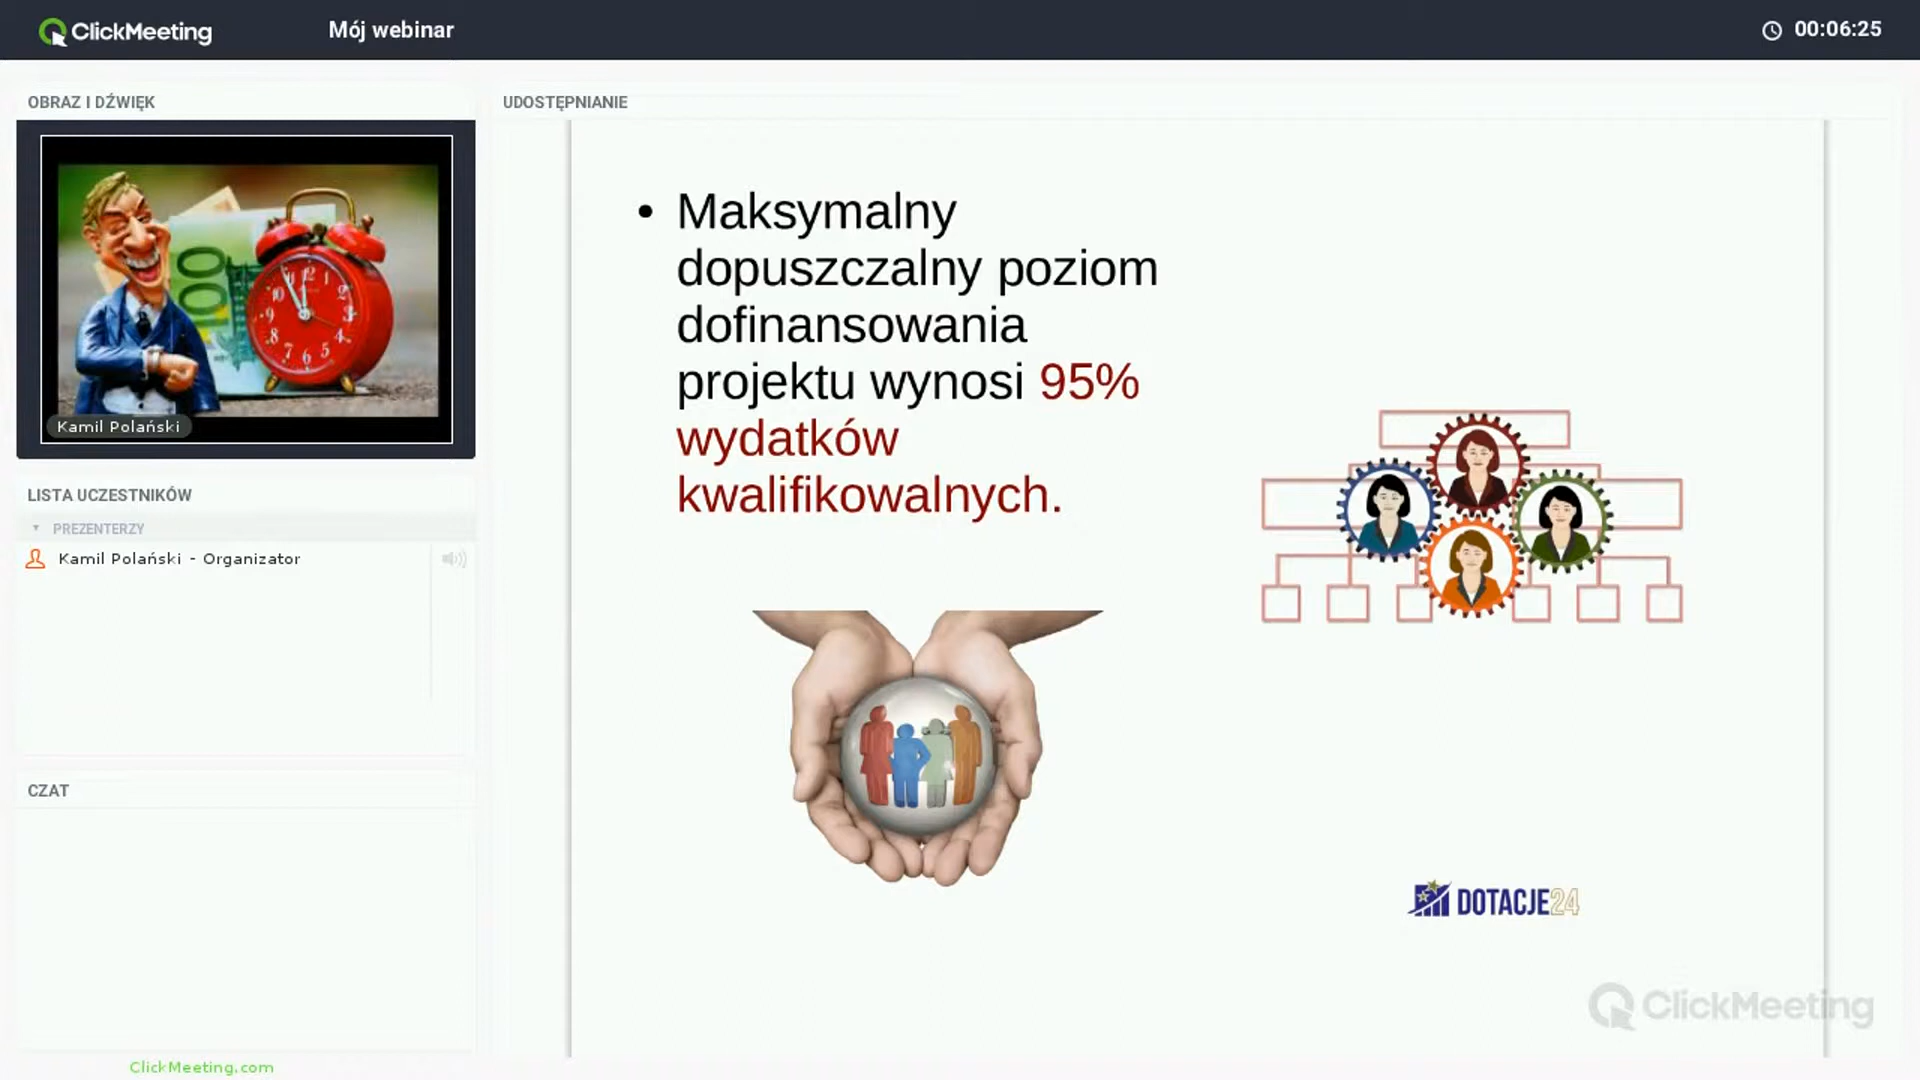 ClickMeeting
Mój webinar
00:06:25
OBRAZ I DŹWIĘK
100
Kamil Polański
LISTA UCZESTNIKÓW
PREZENTERZY
Kamil Polański - Organizator
CZAT
ClickMeeting.com
UDOSTĘPNIANIE
• Maksymalny
dopuszczalny poziom
dofinansowania
projektu wynosi 95%
wydatków
kwalifikowalnych.
DOTACJE24
ClickMeeting